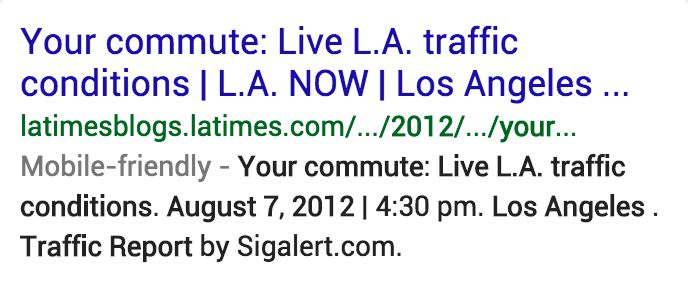 Your commute: Live L.A. traffic
conditions | L.A. NOW | Los Angeles ...
latimesblogs.latimes.com/.../2012/.../your...
Mobile-friendly - Your commute: Live L.A. traffic
conditions. August 7, 2012 | 4:30 pm. Los Angeles .
Traffic Report by Sigalert.com.